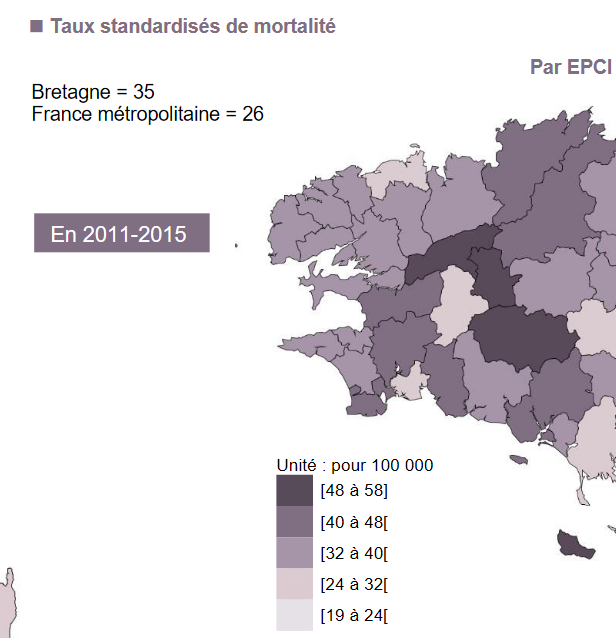 Taux standardisés de mortalité
Par EPCI
Bretagne = 35
France métropolitaine = 26
En 2011-2015
Unité : pour 100 000
[48 à 58]
[40 à 48[
[32 à 40[
[24 à 32[
[19 à 24[